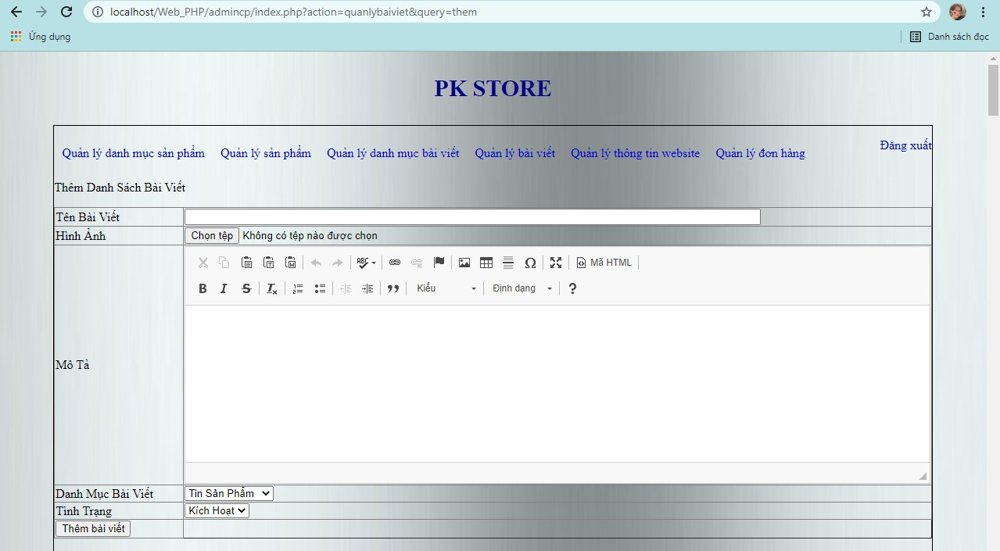 localhost/Web_PHP/admincp/index.php?action=quanlybaiviet&query=them
Ứng dụng Danh sách đọc
PK STORE
Quản lý danh mục sản phẩm Quản lý sản phẩm Quản lý danh mục bài viết Quản lý bài viết Quản lý thông tin website Quản lý đơn hàng Đăng xuất
Thêm Danh Sách Bài Viết
Tên Bài Viết
Hình Ảnh Chọn tệp Không có tệp nào được chọn
Mã HTML
Kiểu Định dạng
Mô Tả
Danh Mục Bài Viết Tin Sản Phẩm
Tình Trạng Kích Hoạt
Thêm bài viết